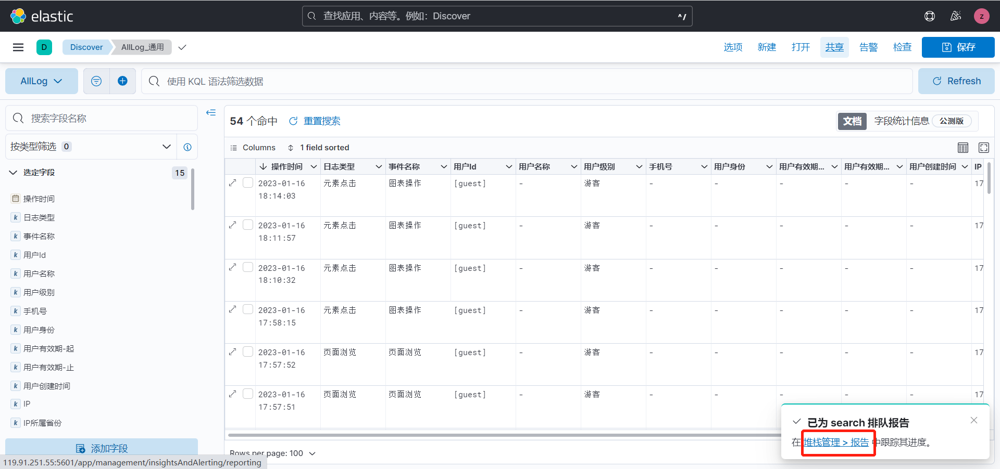 elastic
查找应用、内容等。例如：Discover
^/
z
D
Discover
AllLog_通用
选项
新建
打开
共享
告警
检查
保存
AllLog
使用 KQL 语法筛选数据
Refresh
搜索字段名称
按类型筛选 0
选定字段 15
操作时间
k 日志类型
k 事件名称
k 用户Id
k 用户名称
k 用户级别
k 手机号
k 用户身份
k 用户有效期-起
k 用户有效期-止
k 用户创建时间
k IP
k IP所属省份
添加字段
119.91.251.55:5601/app/management/insightsAndAlerting/reporting
54 个命中 重置搜索
文档 字段统计信息 公测版
Columns 1 field sorted
操作时间 日志类型 事件名称 用户Id 用户名称 用户级别 手机号 用户身份 用户有效期... 用户有效期... 用户创建时间 IP
2023-01-16 元素点击 图表操作 [guest] - 游客 - - - - - 17
18:14:03
2023-01-16 元素点击 图表操作 [guest] - 游客 - - - - - 17
18:11:57
2023-01-16 元素点击 图表操作 [guest] - 游客 - - - - - 17
18:10:32
2023-01-16 元素点击 图表操作 [guest] - 游客 - - - - - 17
17:58:15
2023-01-16 页面浏览 页面浏览 [guest] - 游客 - - - - - 17
17:57:52
2023-01-16 页面浏览 页面浏览 [guest] - 游客 - - - - - 17
17:57:51
Rows per page: 100
已为 search 排队报告
在 堆栈管理 > 报告 中跟踪其进度。